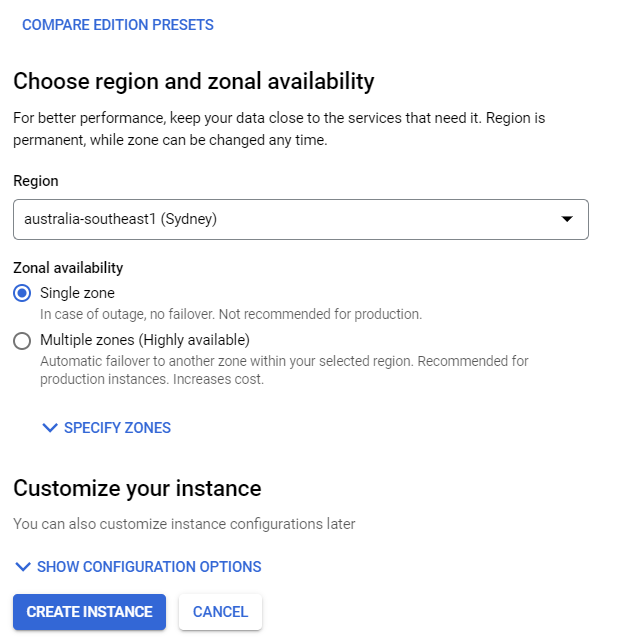 COMPARE EDITION PRESETS
Choose region and zonal availability
For better performance, keep your data close to the services that need it. Region is
permanent, while zone can be changed any time.
Region
australia-southeast1 (Sydney)
Zonal availability
Single zone
In case of outage, no failover. Not recommended for production.
Multiple zones (Highly available)
Automatic failover to another zone within your selected region. Recommended for
production instances. Increases cost.
SPECIFY ZONES
Customize your instance
You can also customize instance configurations later
SHOW CONFIGURATION OPTIONS
CREATE INSTANCE
CANCEL